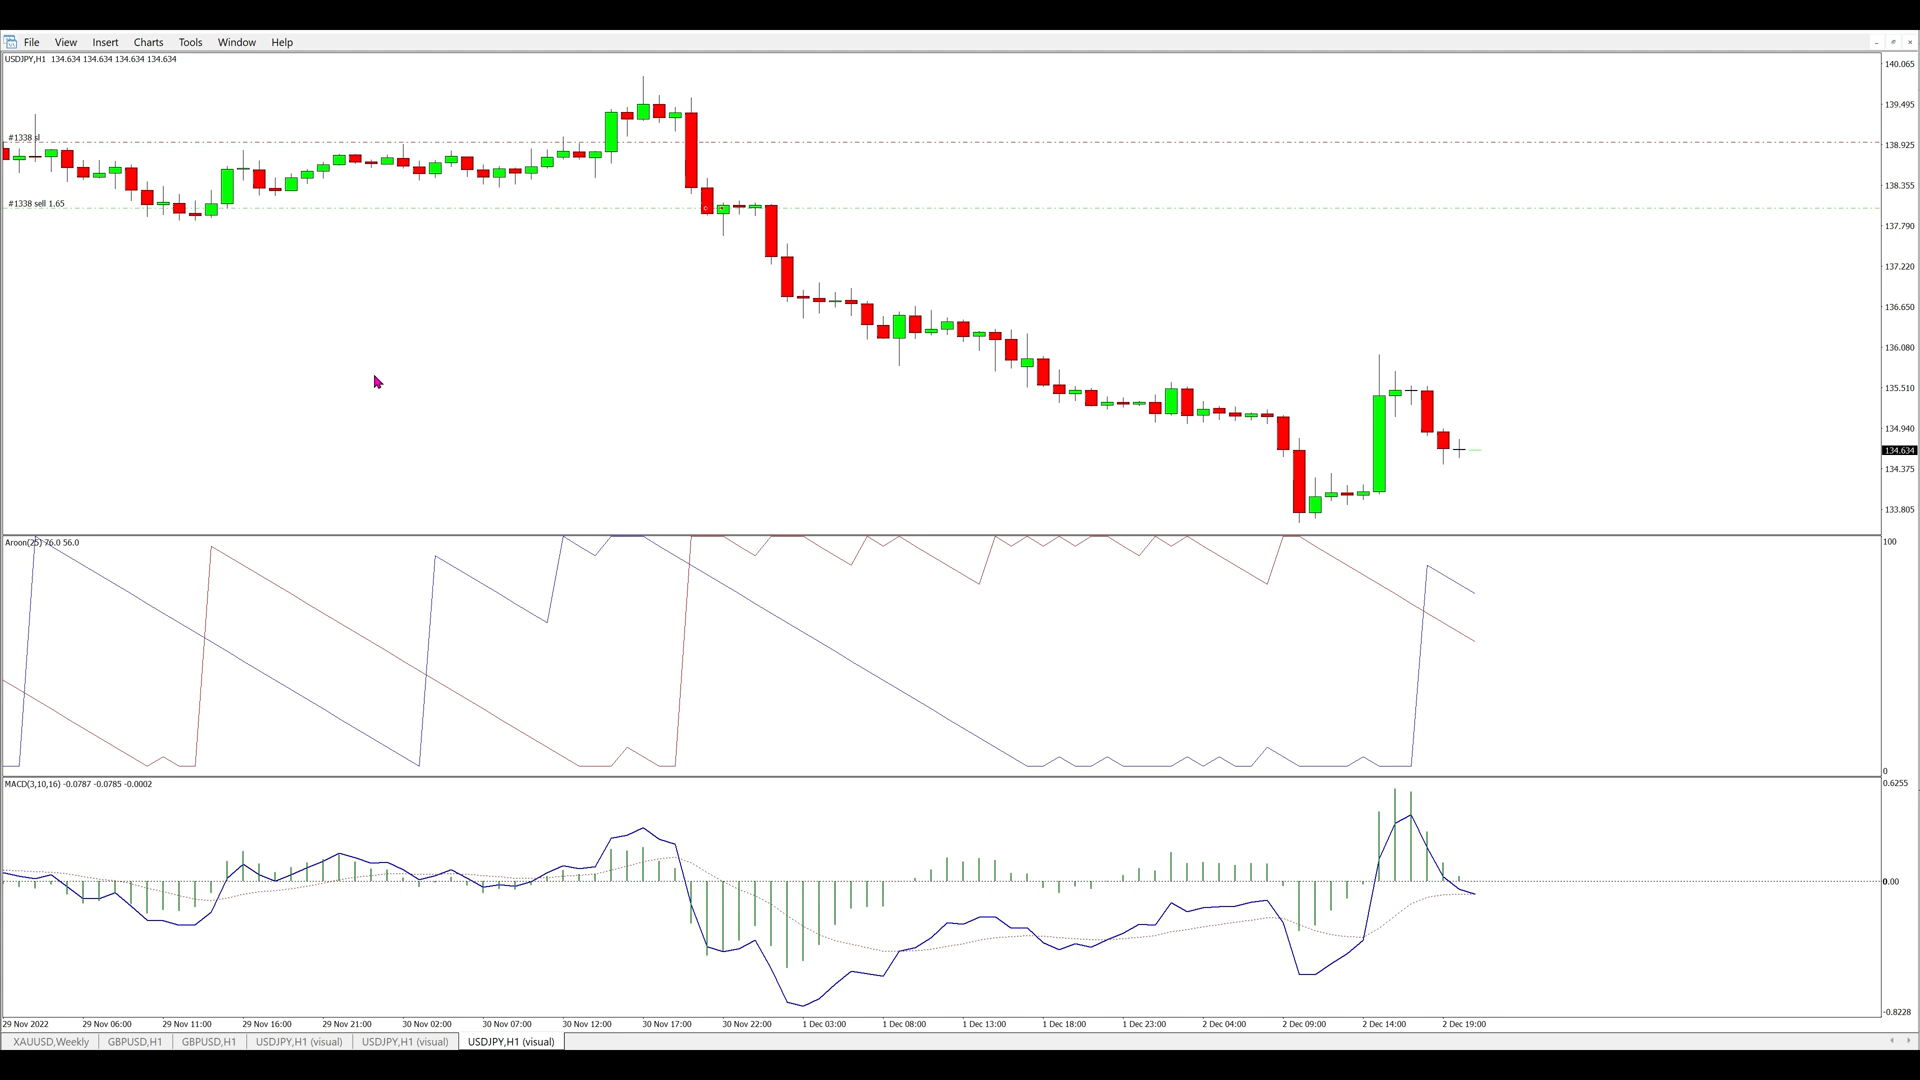 File View Insert Charts Tools Window Help
USDJPY,H1 134.634 134.634 134.634 134.634
140.065
139.495
#1338 sl
138.925
138.355
#1338 sell 1.65
137.790
137.220
136.650
136.080
135.510
134.940
134.634
134.375
133.805
Aroon(25) 76.0 56.0
100
0
MACD(3,10,16) -0.0787 -0.0785 -0.0002
0.6255
0.00
-0.8228
29 Nov 2022 29 Nov 06:00 29 Nov 11:00 29 Nov 16:00 29 Nov 21:00 30 Nov 02:00 30 Nov 07:00 30 Nov 12:00 30 Nov 17:00 30 Nov 22:00 1 Dec 03:00 1 Dec 08:00 1 Dec 13:00 1 Dec 18:00 1 Dec 23:00 2 Dec 04:00 2 Dec 09:00 2 Dec 14:00 2 Dec 19:00
XAUUSD,Weekly GBPUSD,H1 GBPUSD,H1 USDJPY,H1 (visual) USDJPY,H1 (visual) USDJPY,H1 (visual)